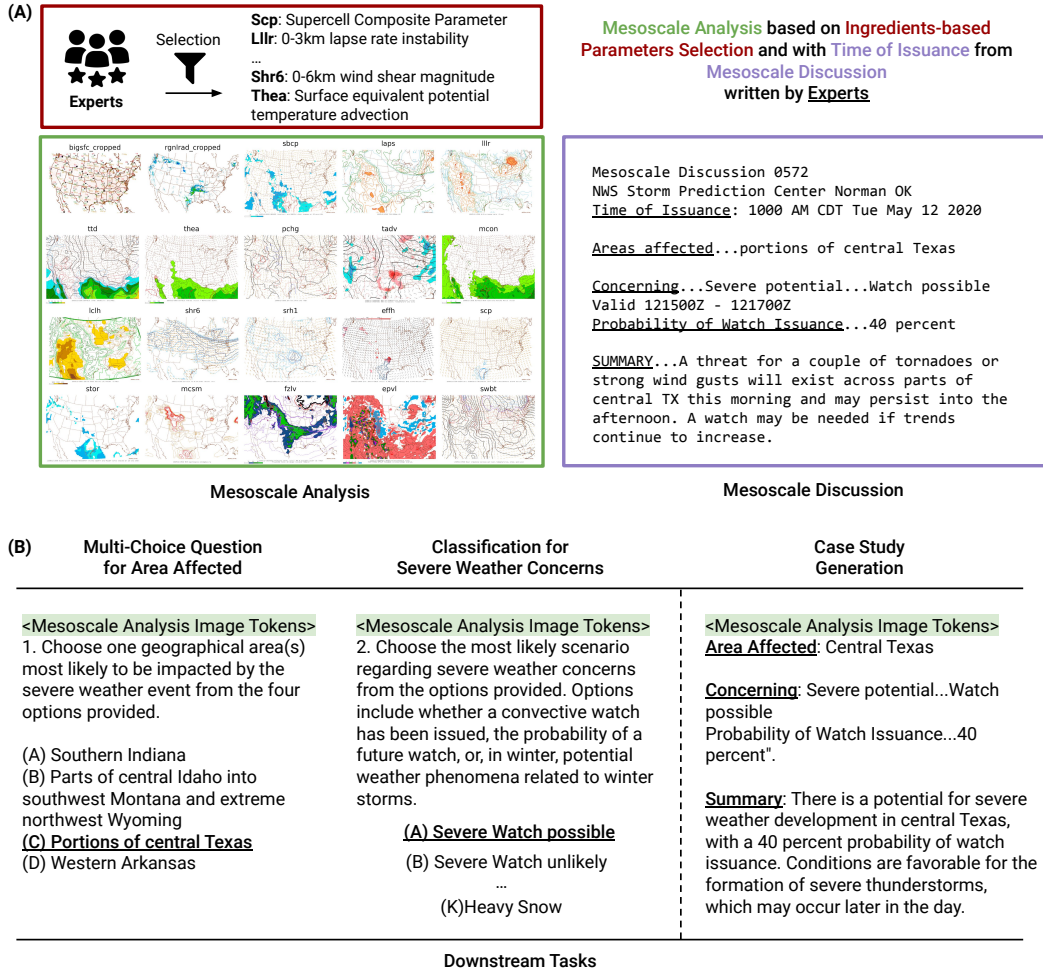 (A)
Experts
Selection
Scp: Supercell Composite Parameter
Lllr: 0-3km lapse rate instability
...
Shr6: 0-6km wind shear magnitude
Thea: Surface equivalent potential
temperature advection
Mesoscale Analysis based on Ingredients-based
Parameters Selection and with Time of Issuance from
Mesoscale Discussion
written by Experts
bigsfc_cropped rgnlrad_cropped sbcp laps lllr
ttd thea pchg tadv mcon
lclh shr6 srh1 effh scp
stor mcsm fzlv epvl swbt
Mesoscale Analysis
Mesoscale Discussion 0572
NWS Storm Prediction Center Norman OK
Time of Issuance: 1000 AM CDT Tue May 12 2020
Areas affected...portions of central Texas
Concerning...Severe potential...Watch possible
Valid 121500Z - 121700Z
Probability of Watch Issuance...40 percent
SUMMARY...A threat for a couple of tornadoes or
strong wind gusts will exist across parts of
central TX this morning and may persist into the
afternoon. A watch may be needed if trends
continue to increase.
Mesoscale Discussion
(B)
Multi-Choice Question
for Area Affected
Classification for
Severe Weather Concerns
Case Study
Generation
<Mesoscale Analysis Image Tokens>
1. Choose one geographical area(s)
most likely to be impacted by the
severe weather event from the four
options provided.
(A) Southern Indiana
(B) Parts of central Idaho into
southwest Montana and extreme
northwest Wyoming
(C) Portions of central Texas
(D) Western Arkansas
<Mesoscale Analysis Image Tokens>
2. Choose the most likely scenario
regarding severe weather concerns
from the options provided. Options
include whether a convective watch
has been issued, the probability of a
future watch, or, in winter, potential
weather phenomena related to winter
storms.
(A) Severe Watch possible
(B) Severe Watch unlikely
...
(K)Heavy Snow
<Mesoscale Analysis Image Tokens>
Area Affected: Central Texas
Concerning: Severe potential...Watch
possible
Probability of Watch Issuance...40
percent".
Summary: There is a potential for severe
weather development in central Texas,
with a 40 percent probability of watch
issuance. Conditions are favorable for the
formation of severe thunderstorms,
which may occur later in the day.
Downstream Tasks